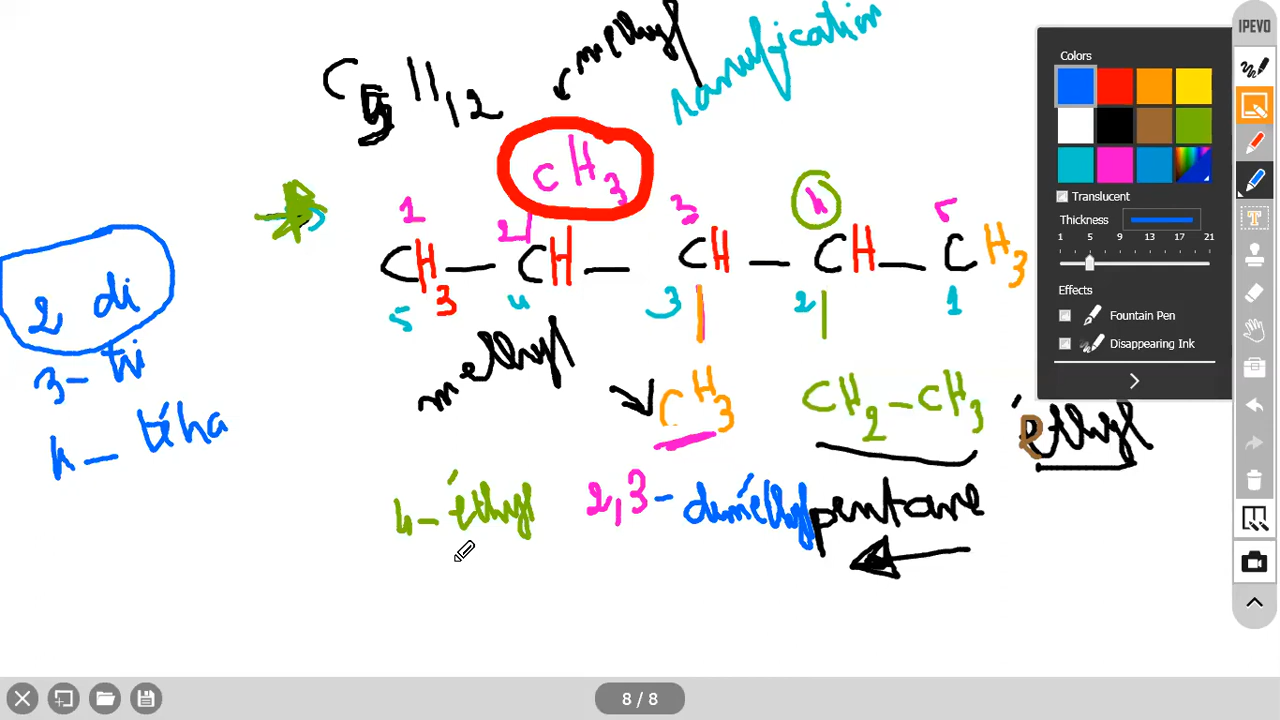 IPEVO
Colors
Translucent
Thickness
1 5 9 13 17 21
Effects
Fountain Pen
Disappearing Ink
méthyl
ramification
C5H12
CH3
1 2 3 4 5
CH3 — CH — CH — CH — CH3
5 4 3 2 1
2 di
3- tri
4 — tétra
méthyl
CH3
CH2 — CH3
éthyl
4 - éthyl 2,3 - diméthyl pentane
8 / 8